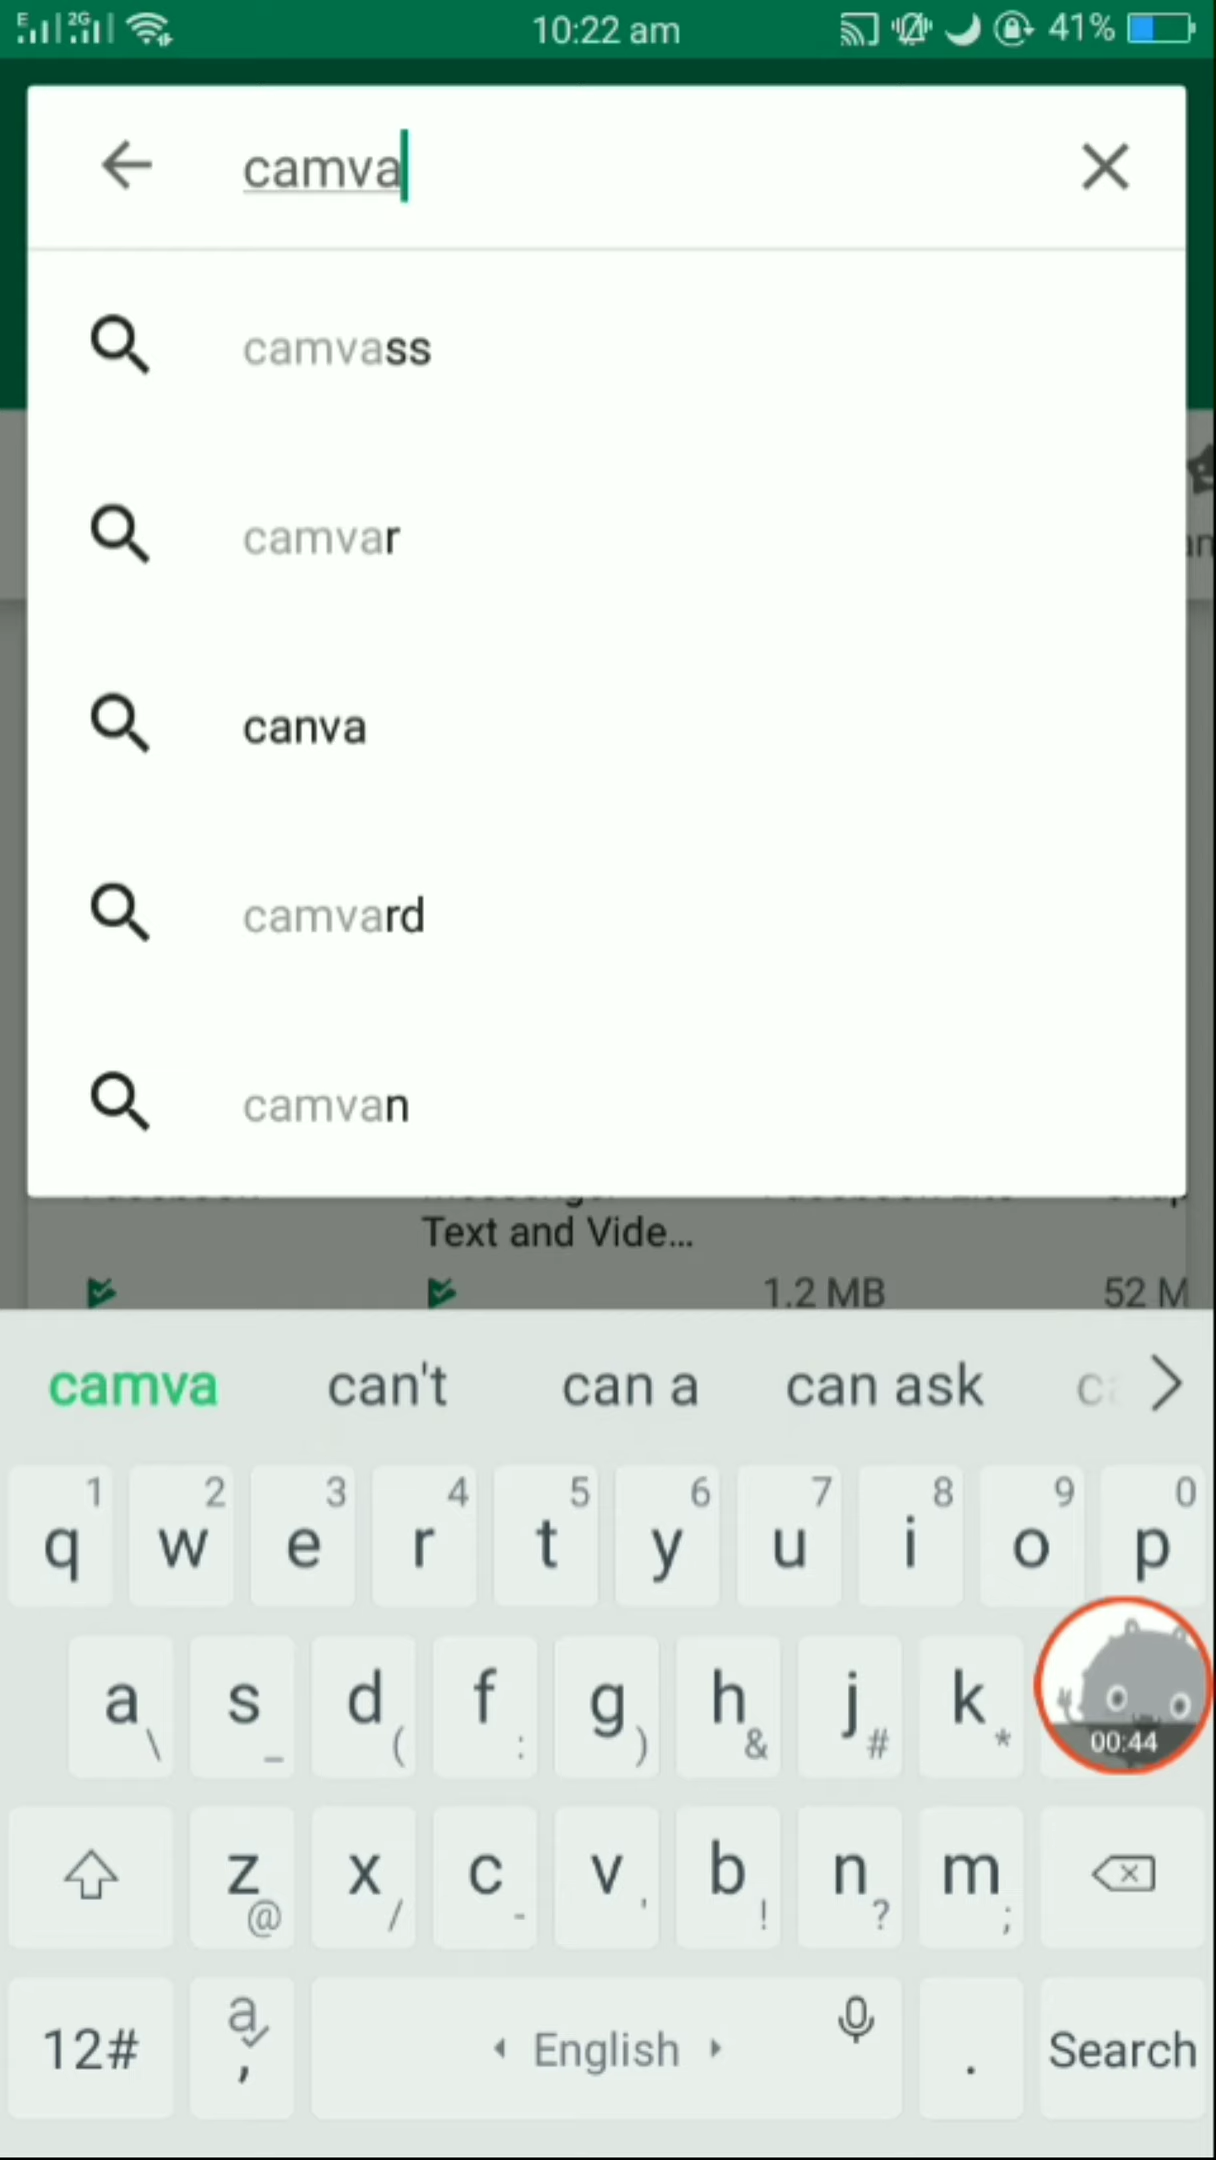 E 2G 10:22 am 41%
camva
camvass
camvar
canva
camvard
camvan
Text and Vide...
1.2 MB 52 M
camva can't can a can ask
1 2 3 4 5 6 7 8 9 0
q w e r t y u i o p
a s d f g h j k
\ _ ( : ) & # *
00:44
z x c v b n m
@ / - ' ! ? ;
12# a , English . Search